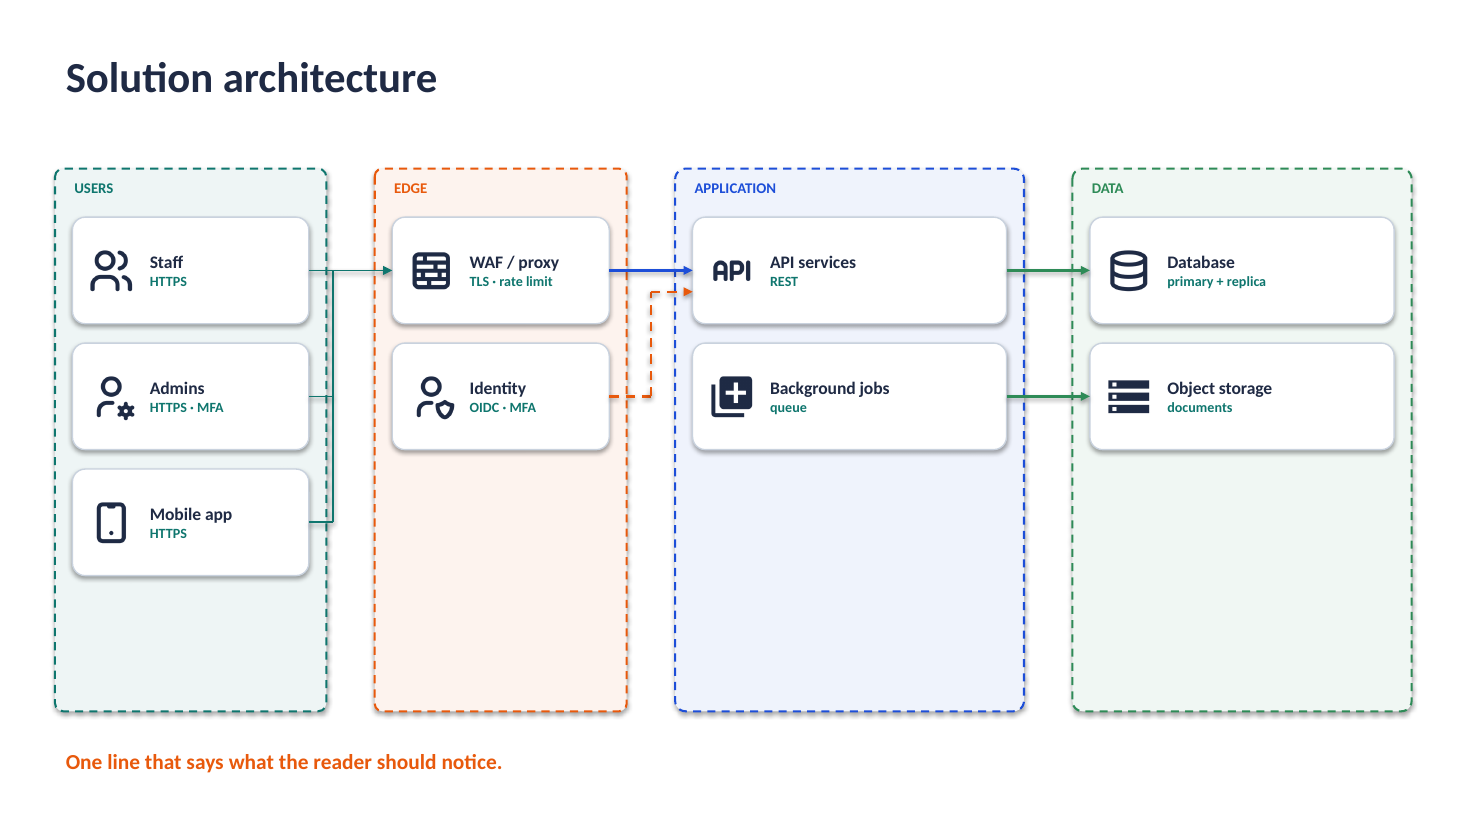 Solution architecture
USERS
Staff
HTTPS
Admins
HTTPS · MFA
Mobile app
HTTPS
EDGE
WAF / proxy
TLS · rate limit
Identity
OIDC · MFA
APPLICATION
API
API services
REST
Background jobs
queue
DATA
Database
primary + replica
Object storage
documents
One line that says what the reader should notice.